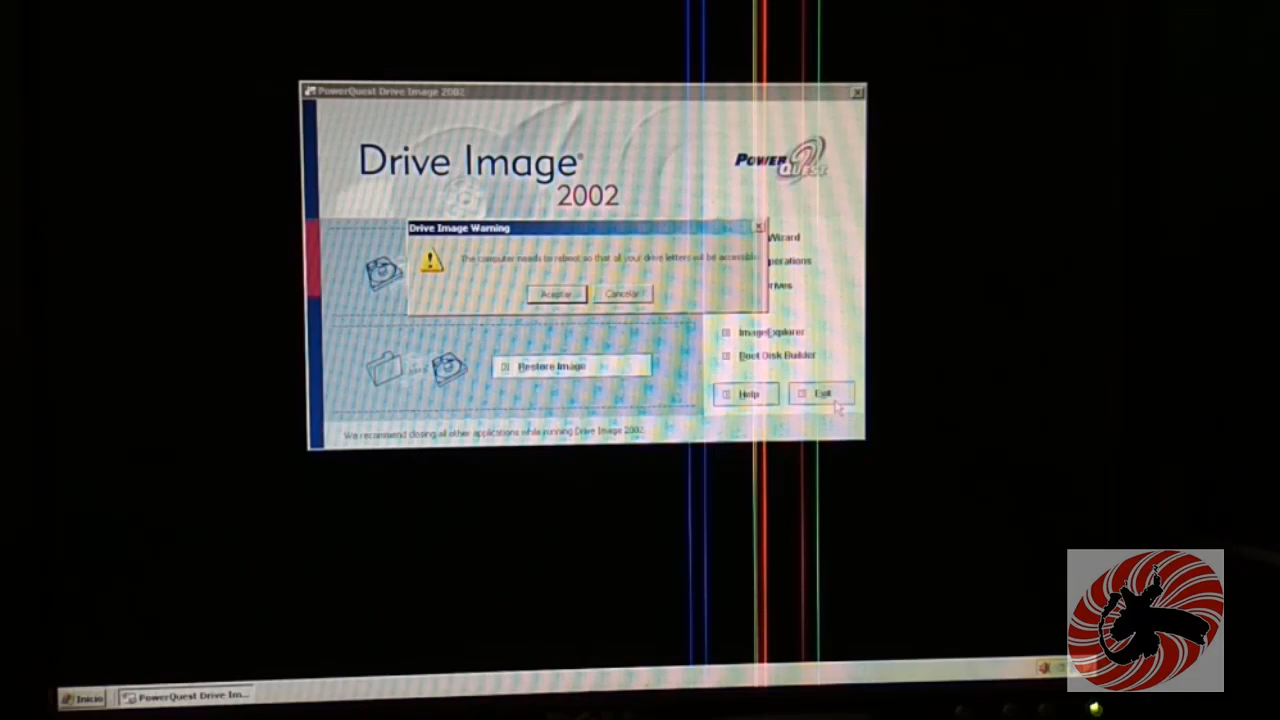 PowerQuest Drive Image 2002
Drive Image®
2002
POWER
QUEST
Drive Image Warning
The computer needs to reboot so that all your drive letters will be accessible.
Aceptar
Cancelar
Wizard
perations
rives
ImageExplorer
Boot Disk Builder
Restore Image
Help
Exit
We recommend closing all other applications while running Drive Image 2002.
Inicio
PowerQuest Drive Im...